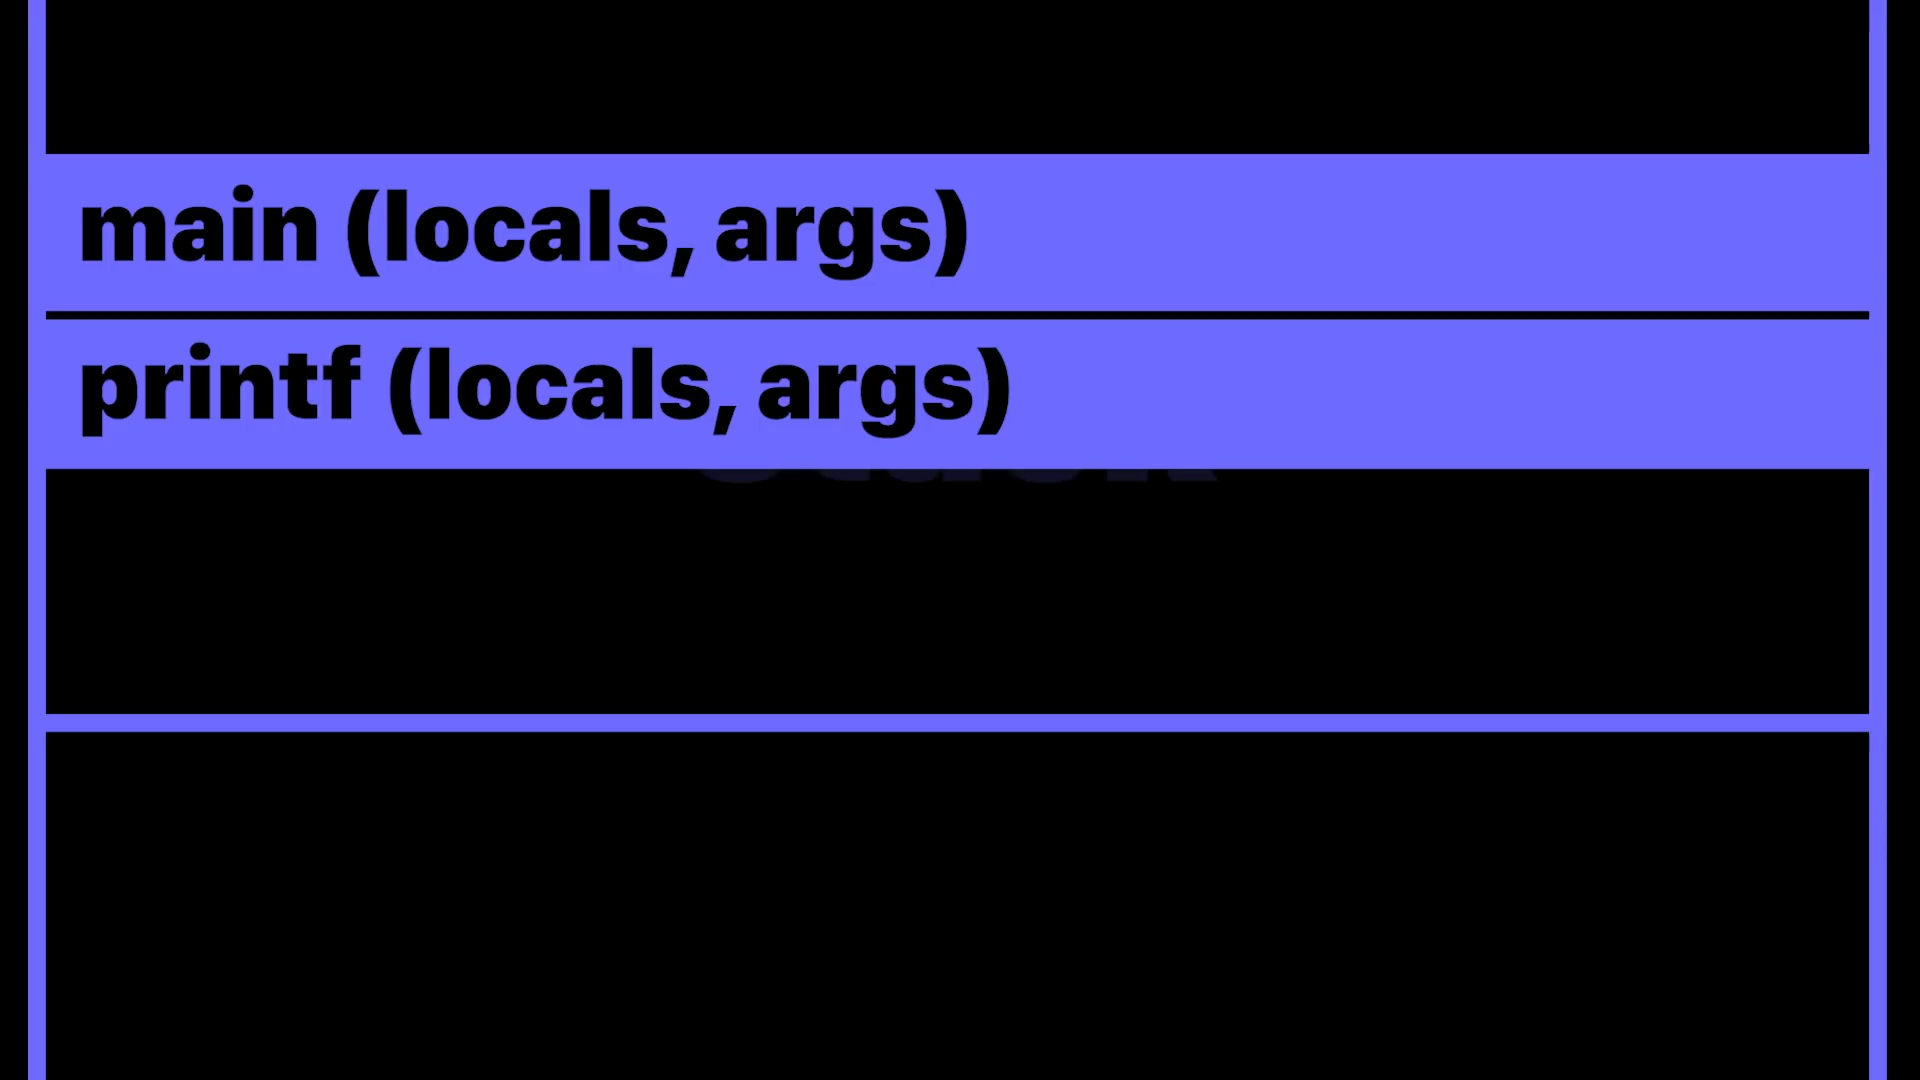 main (locals, args)
printf (locals, args)